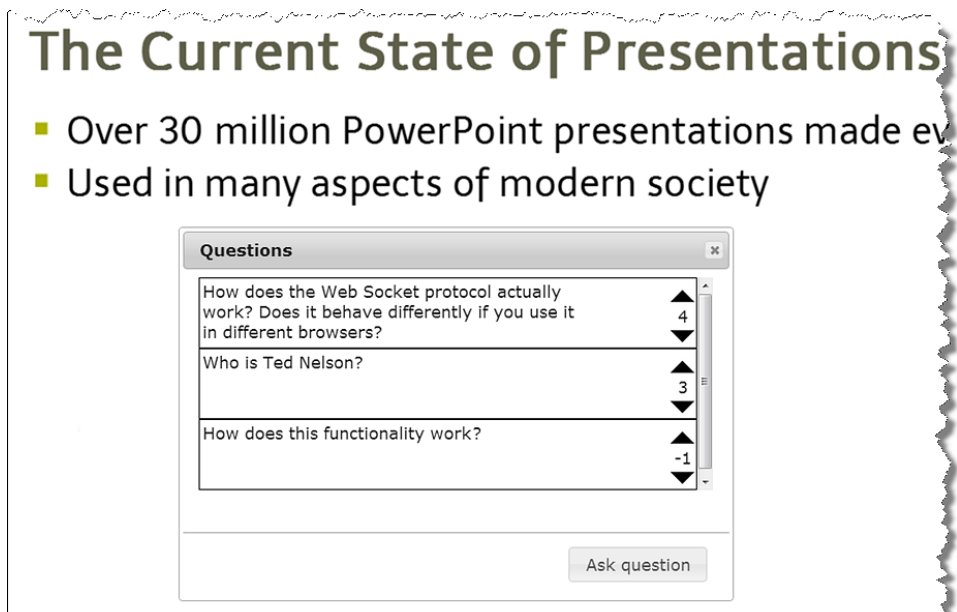 The Current State of Presentations
Over 30 million PowerPoint presentations made
Used in many aspects of modern society
Questions
How does the Web Socket protocol actually
work? Does it behave differently if you use it
in different browsers?
4
Who is Ted Nelson?
3
How does this functionality work?
-1
Ask question